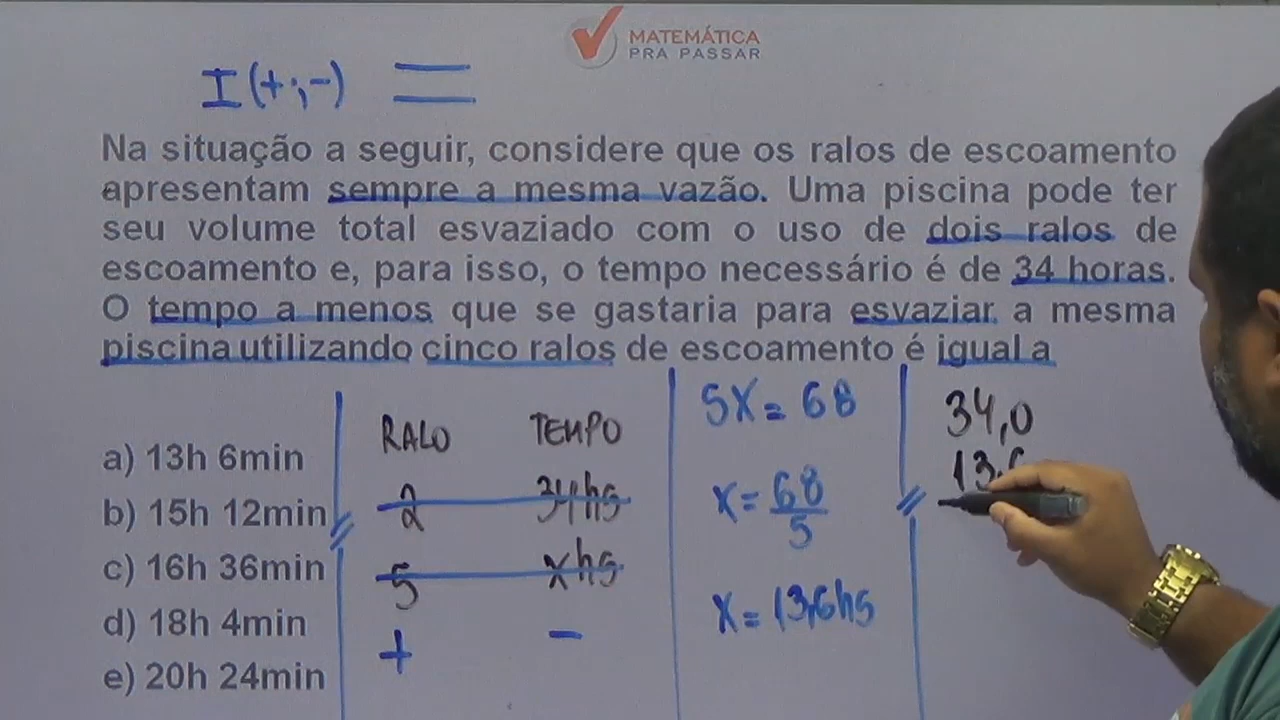 MATEMÁTICA
PRA PASSAR
I (+;-) =
Na situação a seguir, considere que os ralos de escoamento
apresentam sempre a mesma vazão. Uma piscina pode ter
seu volume total esvaziado com o uso de dois ralos de
escoamento e, para isso, o tempo necessário é de 34 horas.
O tempo a menos que se gastaria para esvaziar a mesma
piscina utilizando cinco ralos de escoamento é igual a
a) 13h 6min
b) 15h 12min
c) 16h 36min
d) 18h 4min
e) 20h 24min
RALO TEMPO
2 34hs
5 xhs
+ -
5X = 68
X = 68/5
X = 13,6hs
34,0
13,6